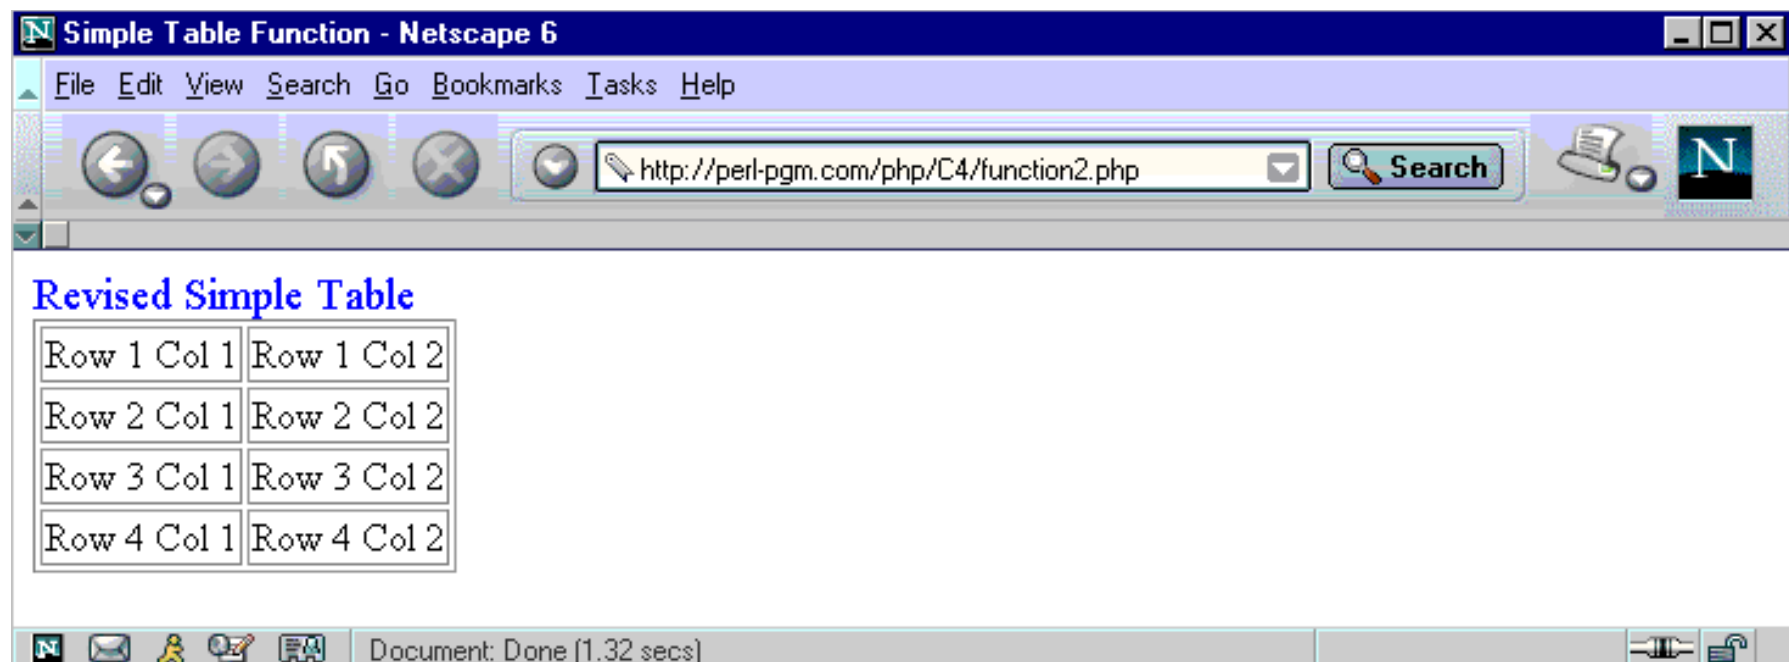 N Simple Table Function - Netscape 6
File Edit View Search Go Bookmarks Tasks Help
http://perl-pgm.com/php/C4/function2.php Search N
Revised Simple Table
Row 1 Col 1 Row 1 Col 2
Row 2 Col 1 Row 2 Col 2
Row 3 Col 1 Row 3 Col 2
Row 4 Col 1 Row 4 Col 2
N Document: Done (1.32 secs)